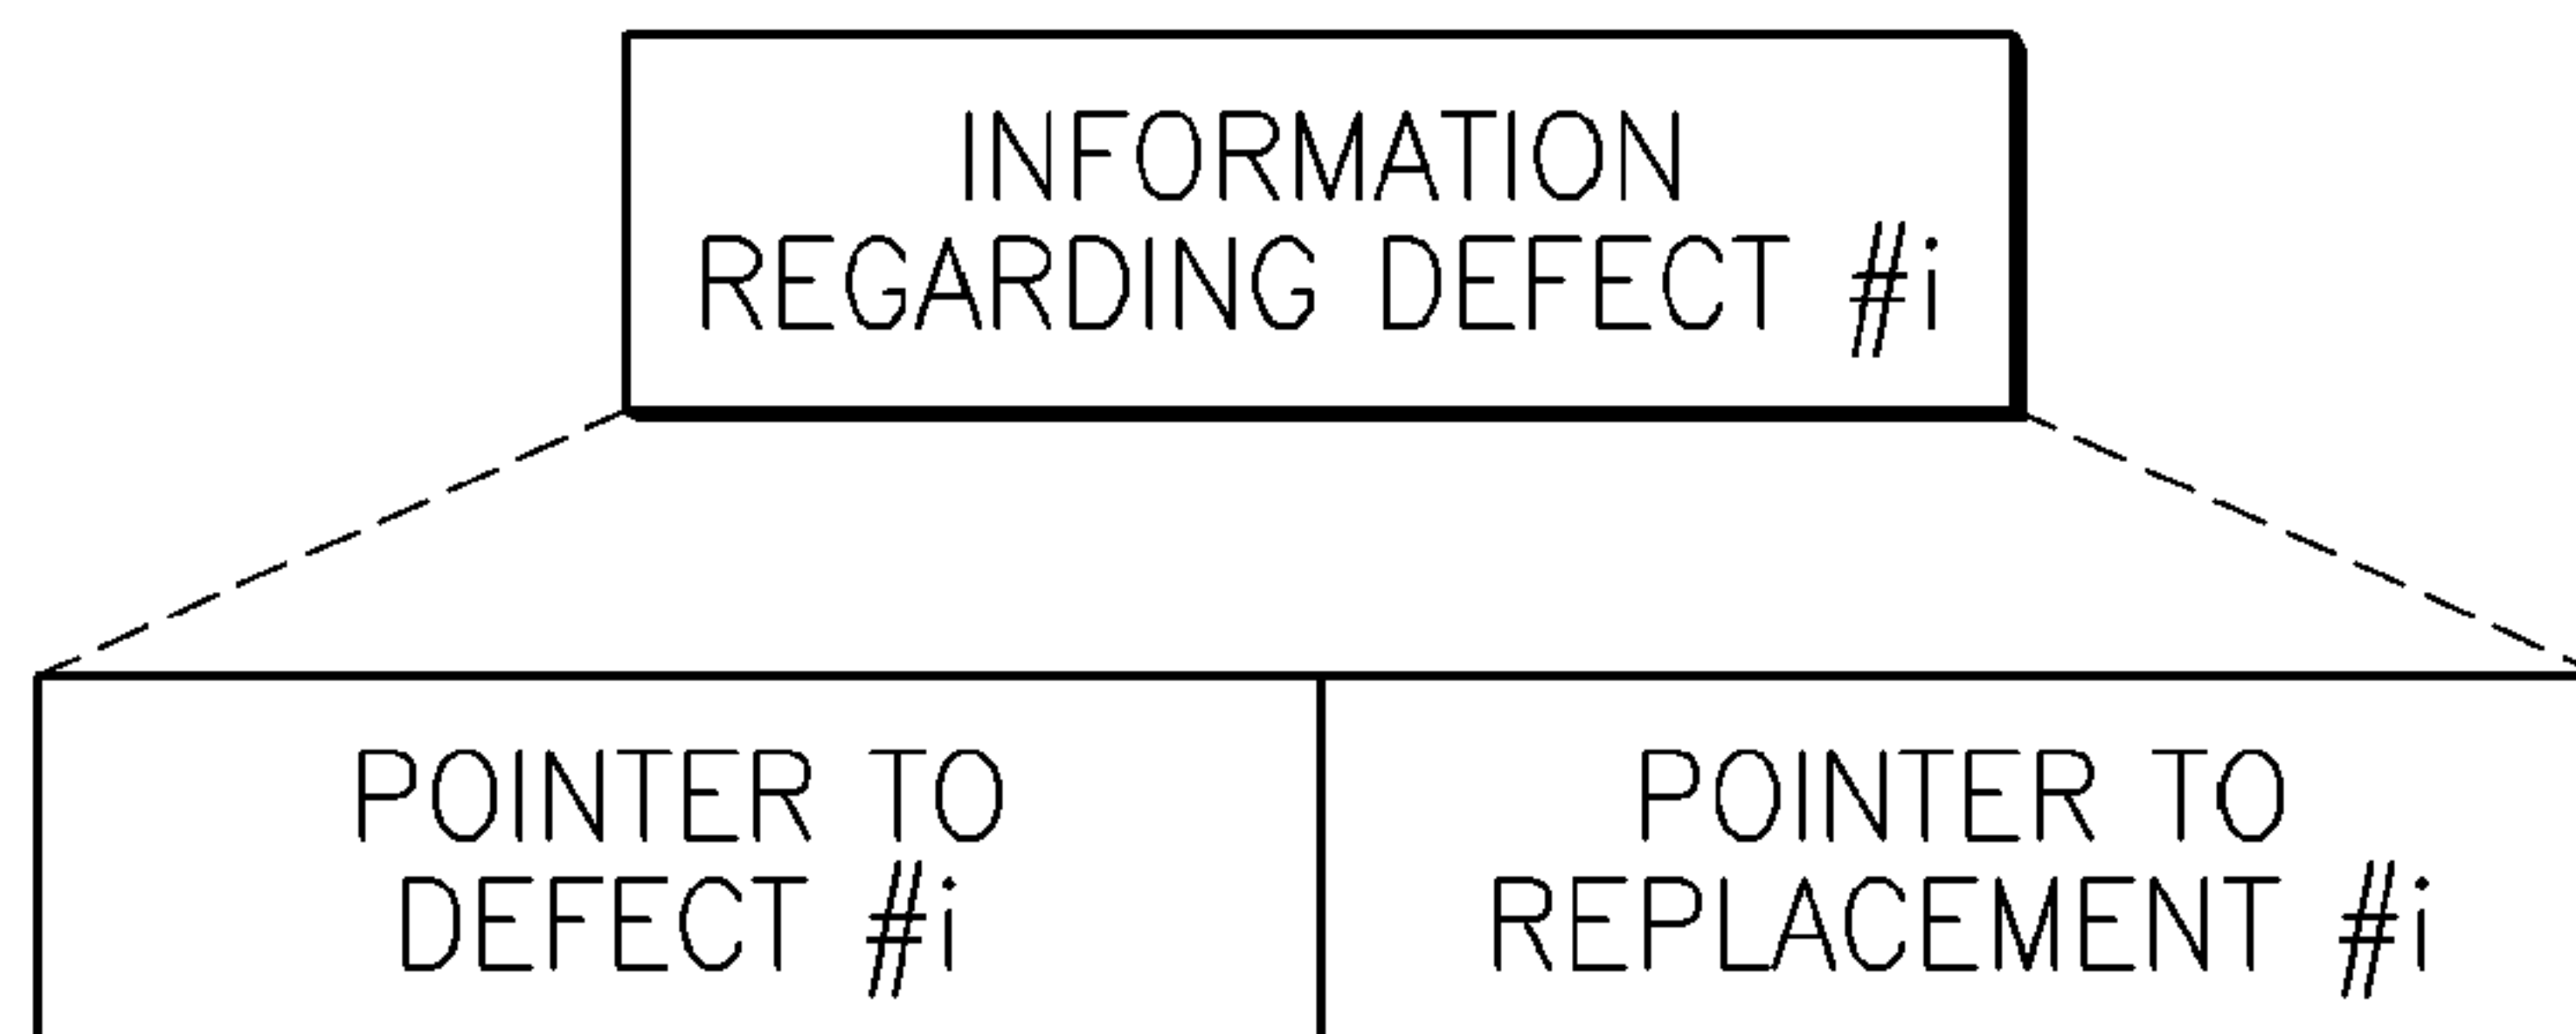 INFORMATION
REGARDING DEFECT #i
POINTER TO
DEFECT #i
POINTER TO
REPLACEMENT #i